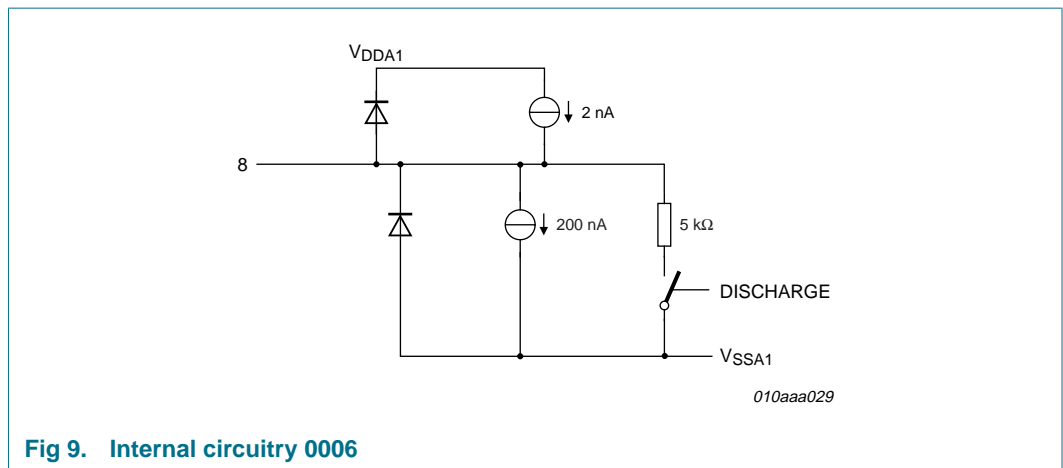 VDDA1
2 nA
8
200 nA
5 kΩ
DISCHARGE
VSSA1
010aaa029
Fig 9. Internal circuitry 0006